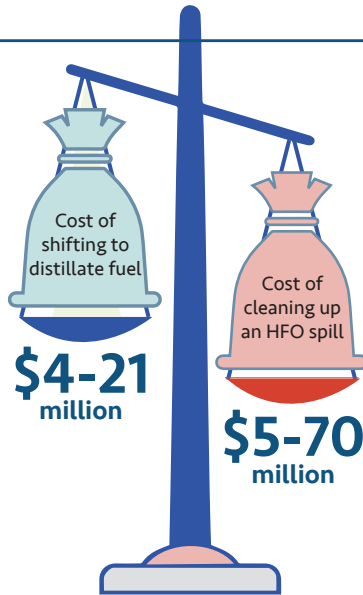 Cost of
shifting to
distillate fuel
$4-21
million
Cost of
cleaning up
an HFO spill
$5-70
million